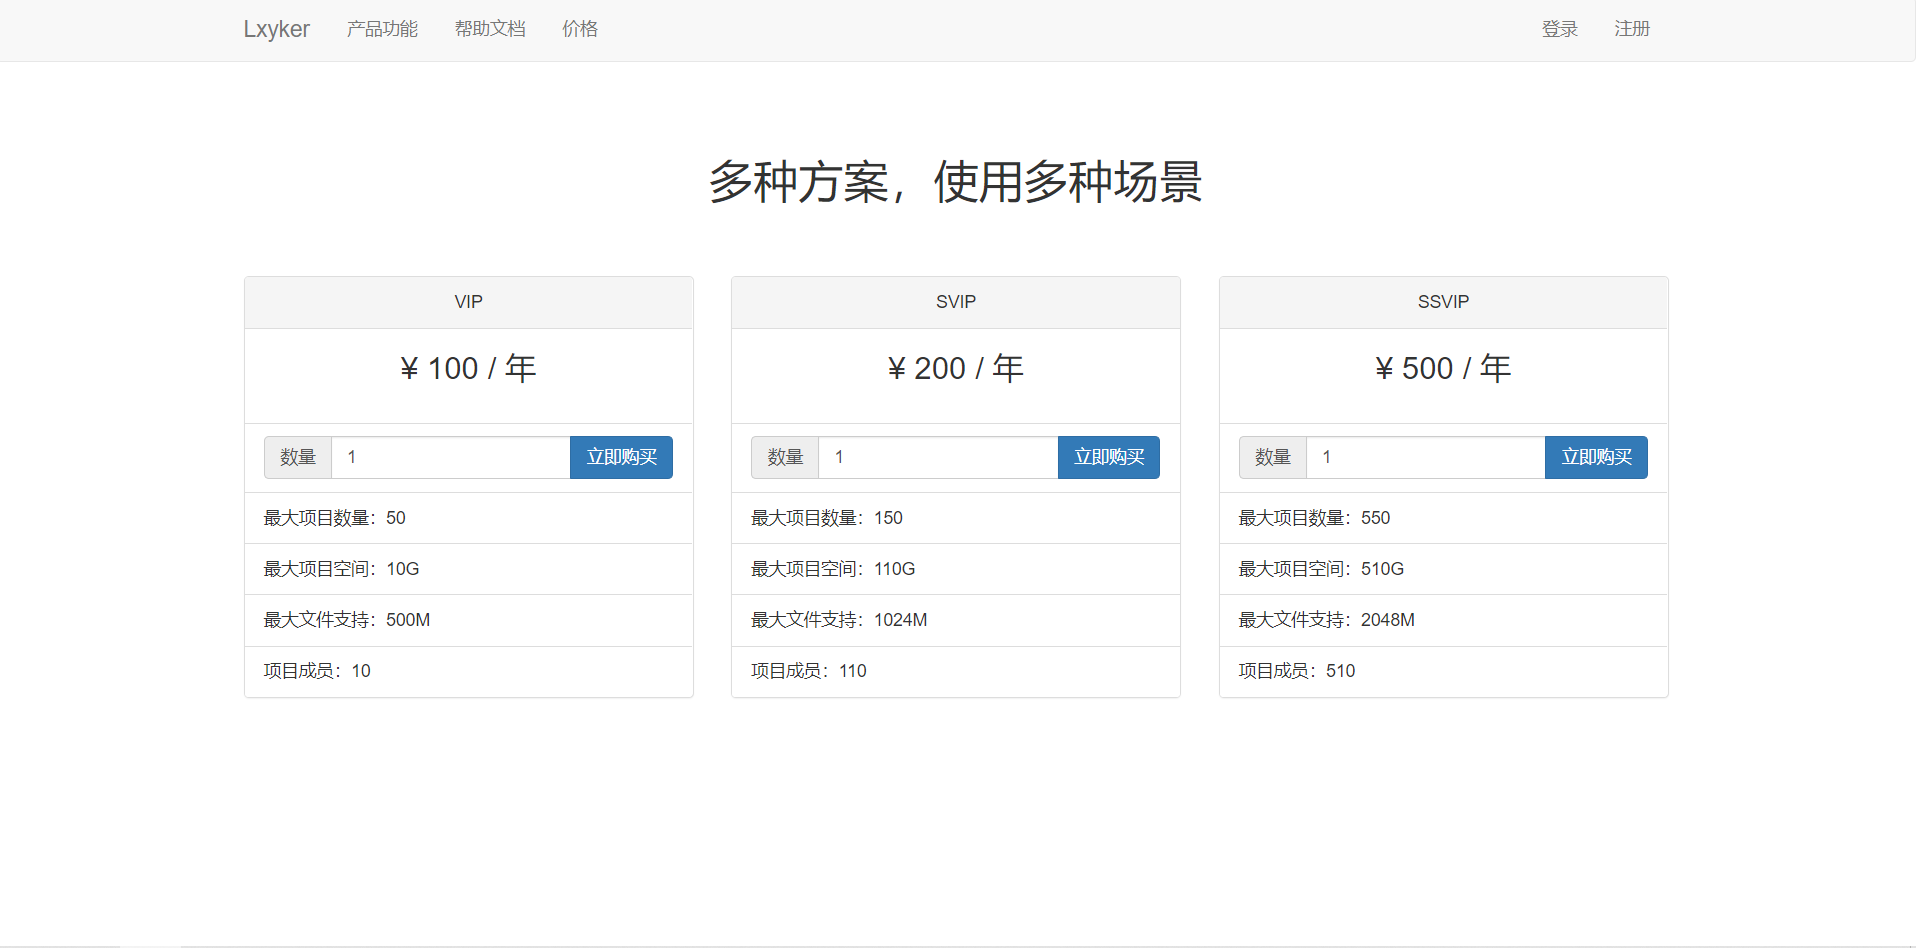 Lxyker 产品功能 帮助文档 价格 登录 注册
多种方案，使用多种场景
VIP
¥ 100 / 年
数量 1 立即购买
最大项目数量：50
最大项目空间：10G
最大文件支持：500M
项目成员：10
SVIP
¥ 200 / 年
数量 1 立即购买
最大项目数量：150
最大项目空间：110G
最大文件支持：1024M
项目成员：110
SSVIP
¥ 500 / 年
数量 1 立即购买
最大项目数量：550
最大项目空间：510G
最大文件支持：2048M
项目成员：510